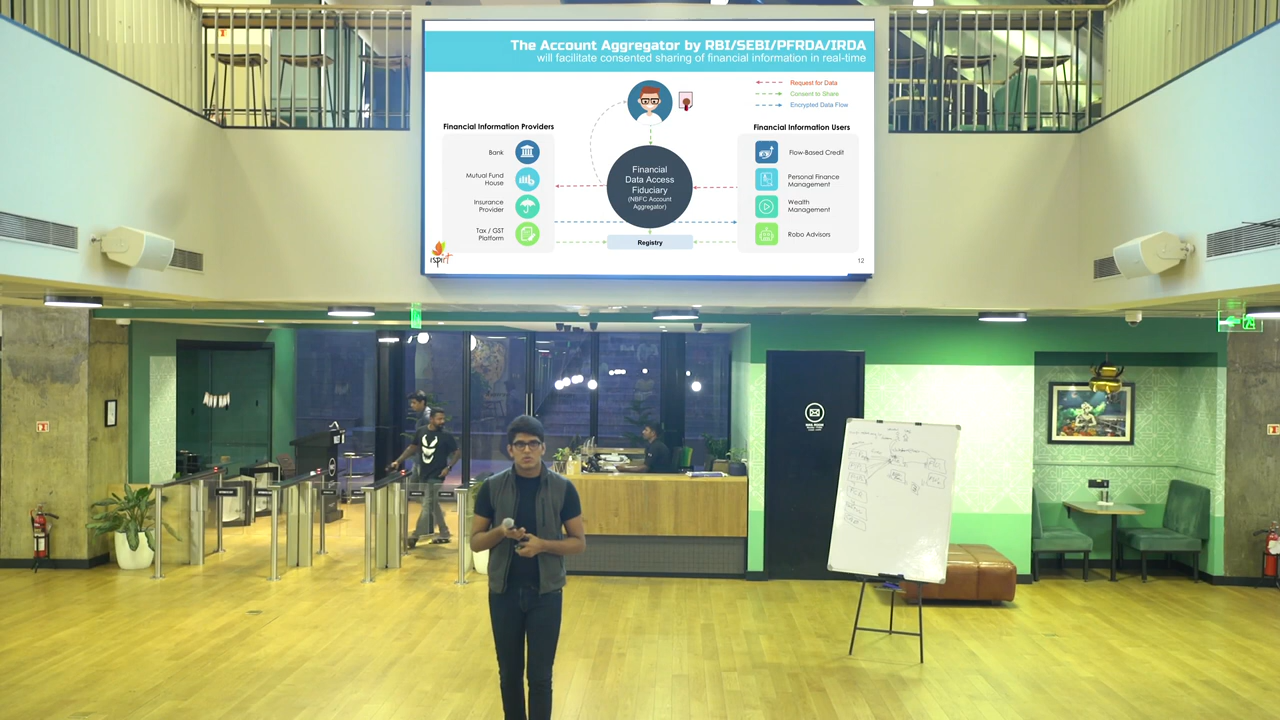 The Account Aggregator by RBI/SEBI/PFRDA/IRDA
will facilitate consented sharing of financial information in real-time
Request for Data
Consent to Share
Encrypted Data Flow
Financial Information Providers
Bank
Mutual Fund
House
Insurance
Provider
Tax / GST
Platform
Financial
Data Access
Fiduciary
(NBFC Account
Aggregator)
Registry
Financial Information Users
Flow-Based Credit
Personal Finance
Management
Wealth
Management
Robo Advisors
ispirt
12
MAIL ROOM